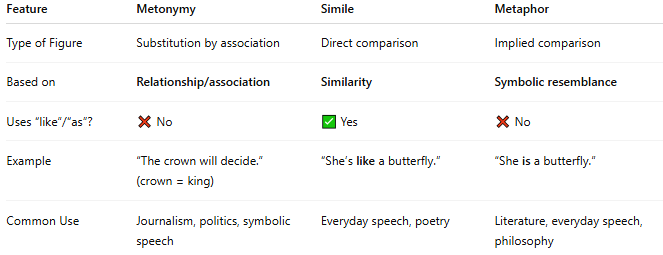 Feature Metonymy Simile Metaphor
Type of Figure Substitution by association Direct comparison Implied comparison
Based on Relationship/association Similarity Symbolic resemblance
Uses “like”/“as”? ❌ No ✅ Yes ❌ No
Example “The crown will decide.” “She’s like a butterfly.” “She is a butterfly.”
(crown = king)
Common Use Journalism, politics, symbolic Everyday speech, poetry Literature, everyday speech,
speech philosophy